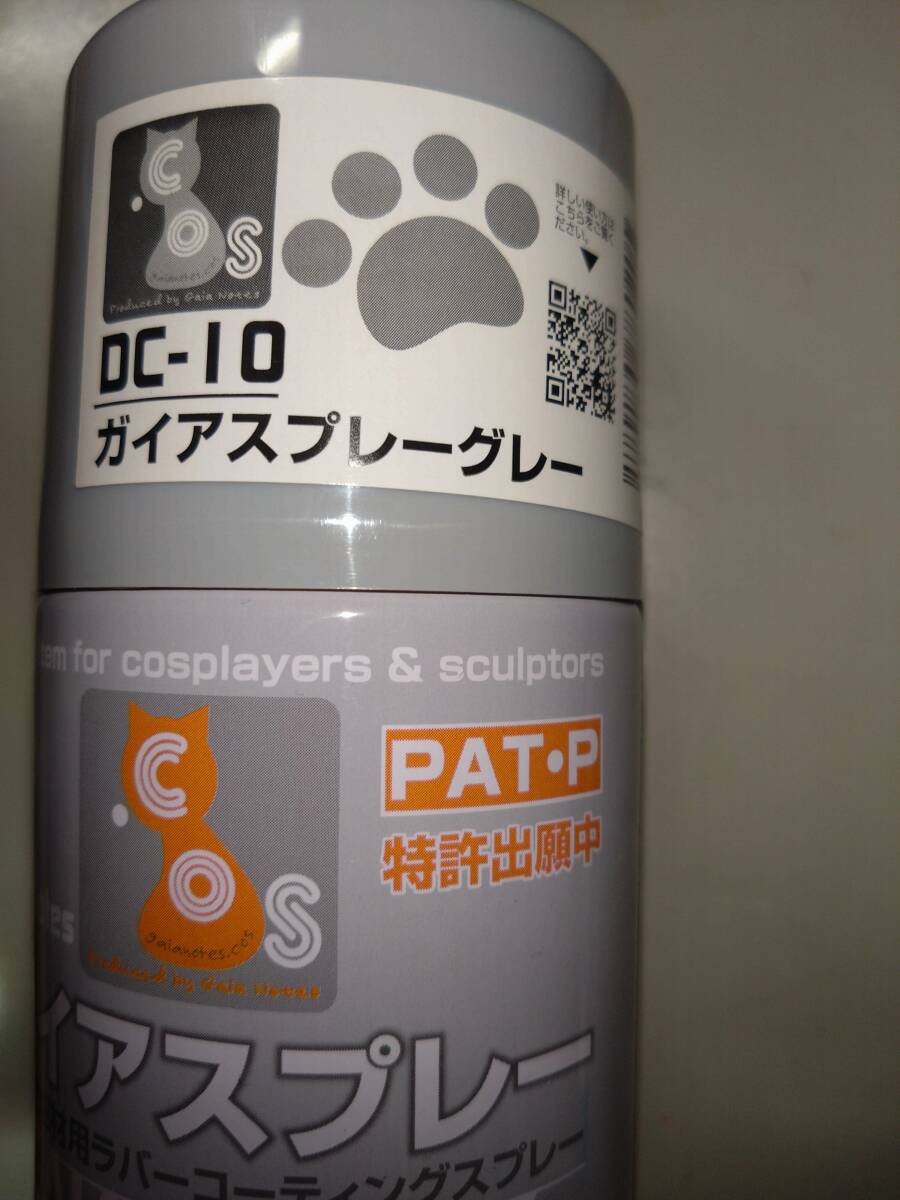 C
O
S
gaianotes.cos
Produced by Gaia Notes
詳しい使い方は
こちらをご覧く
ださい。
DC-10
ガイアスプレーグレー
for cosplayers & sculptors
PAT•P
特許出願中
C
O
S
gaianotes.cos
Produced by Gaia Notes
イアスプレー
用ラバーコーティングスプレー